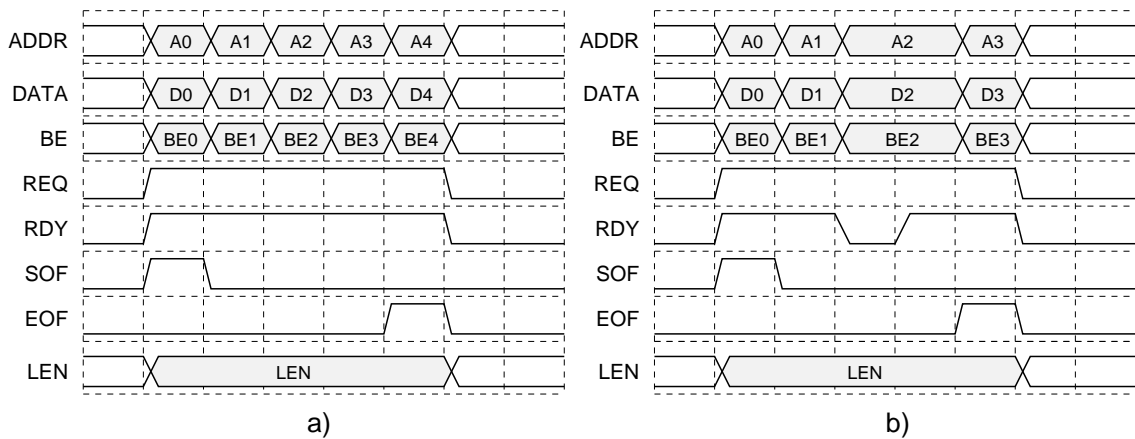 ADDR A0 A1 A2 A3 A4 ADDR A0 A1 A2 A3
DATA D0 D1 D2 D3 D4 DATA D0 D1 D2 D3
BE BE0 BE1 BE2 BE3 BE4 BE BE0 BE1 BE2 BE3
REQ REQ
RDY RDY
SOF SOF
EOF EOF
LEN LEN LEN LEN
a) b)